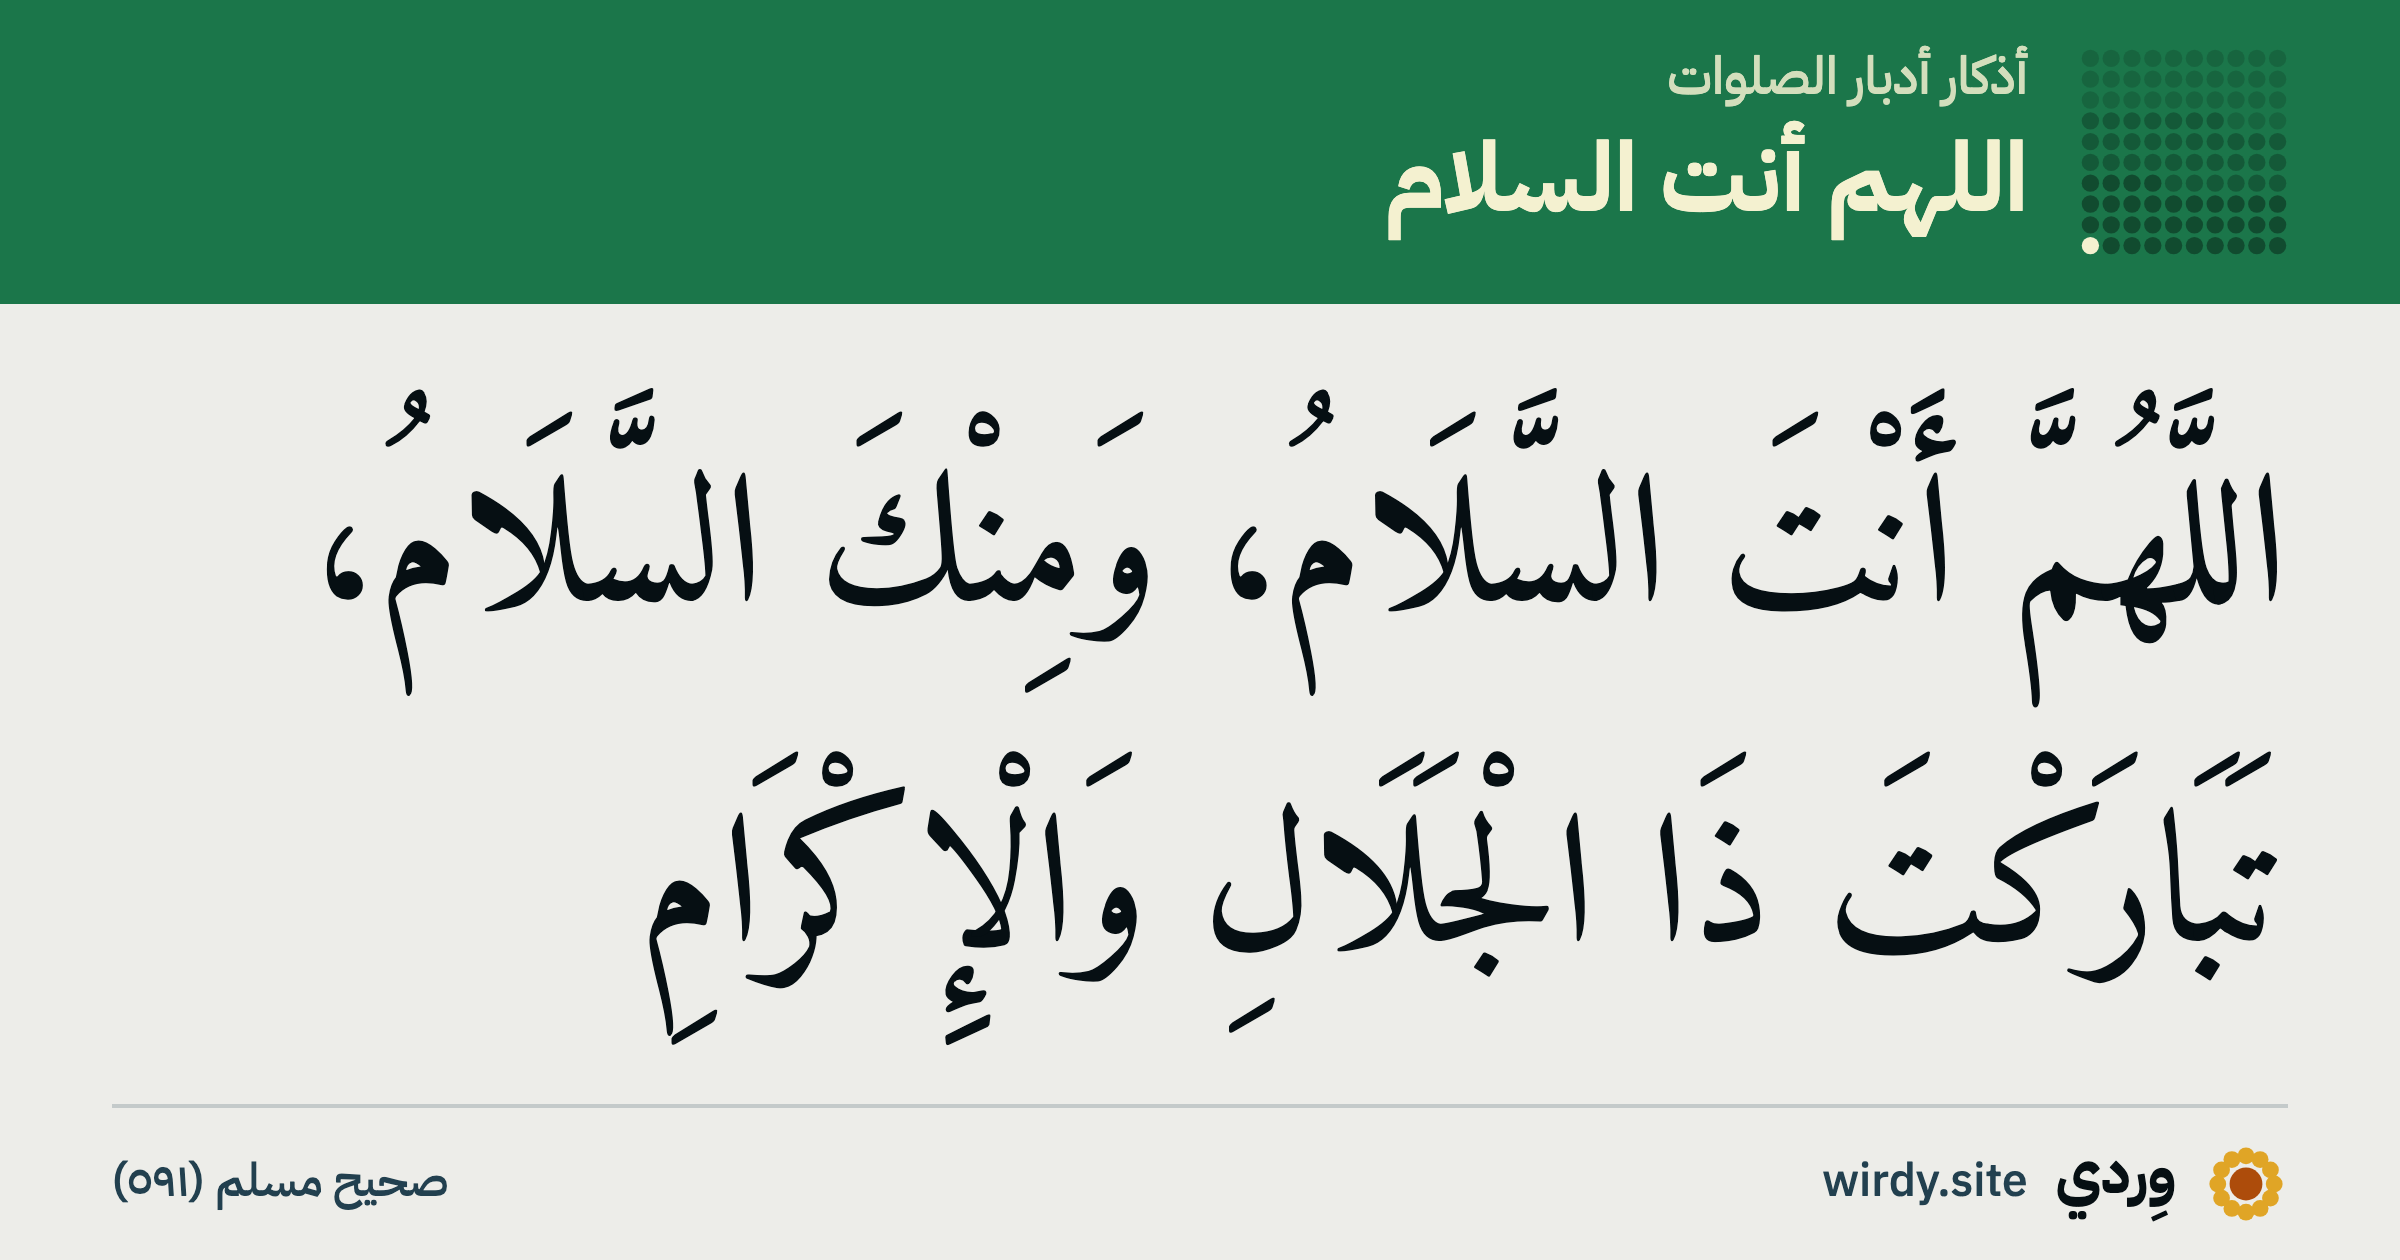 أذكار أدبار الصلوات
اللهم أنت السلام
اللَّهُمَّ أَنْتَ السَّلَامُ، وَمِنْكَ السَّلَامُ،
تَبَارَكْتَ ذَا الْجَلَالِ وَالْإِكْرَامِ
وِردي wirdy.site
صحيح مسلم (٥٩١)